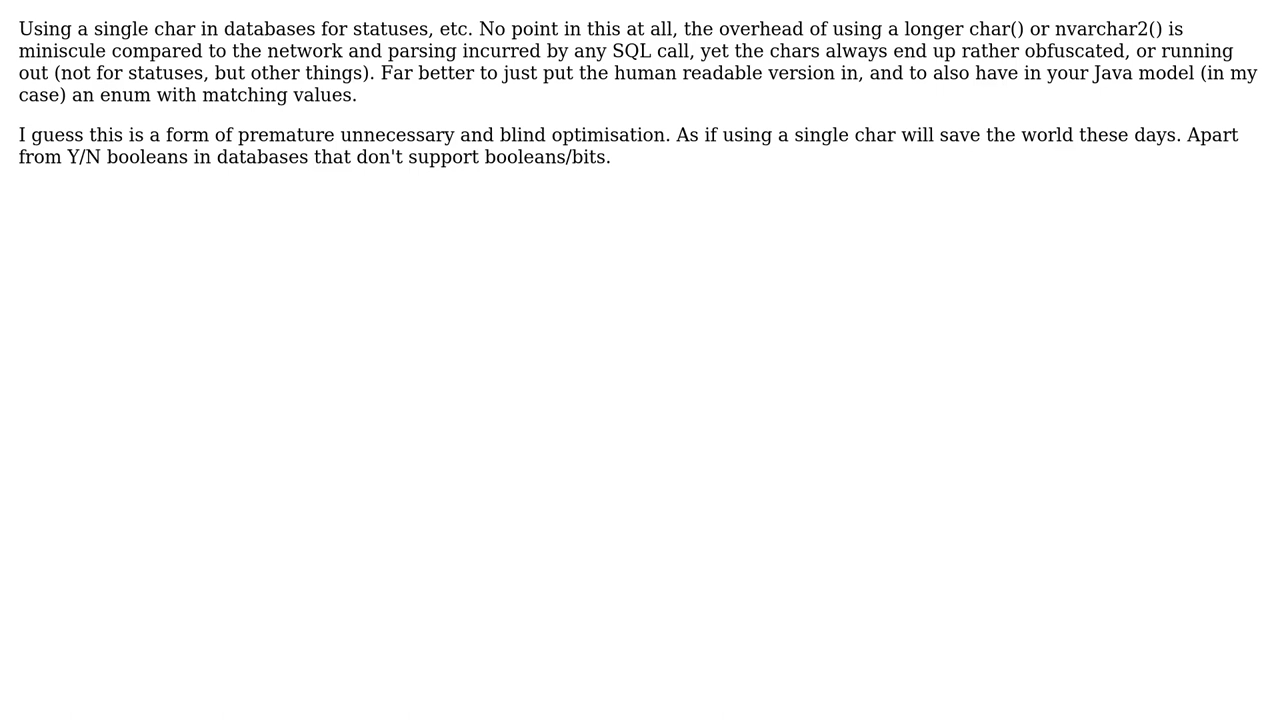 Using a single char in databases for statuses, etc. No point in this at all, the overhead of using a longer char() or nvarchar2() is
miniscule compared to the network and parsing incurred by any SQL call, yet the chars always end up rather obfuscated, or running
out (not for statuses, but other things). Far better to just put the human readable version in, and to also have in your Java model (in my
case) an enum with matching values.
I guess this is a form of premature unnecessary and blind optimisation. As if using a single char will save the world these days. Apart
from Y/N booleans in databases that don't support booleans/bits.